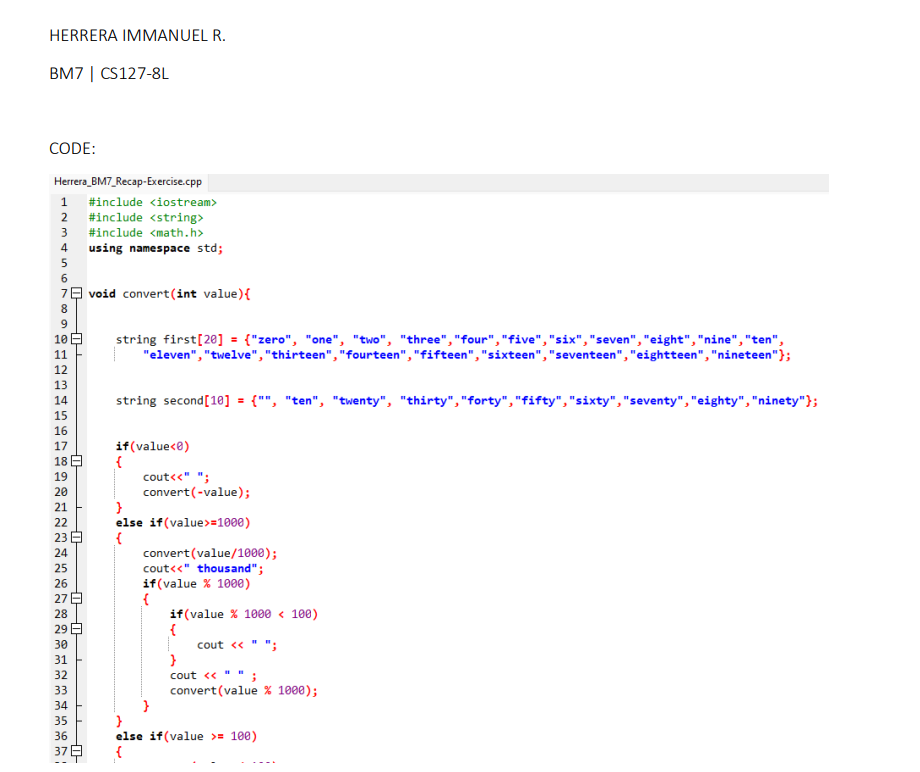 HERRERA IMMANUEL R.
BM7 | CS127-8L
CODE:
Herrera_BM7_Recap-Exercise.cpp
1 #include <iostream>
2 #include <string>
3 #include <math.h>
4 using namespace std;
5
6
7 void convert(int value){
8
9
10 string first[20] = {"zero", "one", "two", "three","four","five","six","seven","eight","nine","ten",
11 "eleven","twelve","thirteen","fourteen","fifteen","sixteen","seventeen","eightteen","nineteen"};
12
13
14 string second[10] = {"", "ten", "twenty", "thirty","forty","fifty","sixty","seventy","eighty","ninety"};
15
16
17 if(value<0)
18 {
19 cout<<" ";
20 convert(-value);
21 }
22 else if(value>=1000)
23 {
24 convert(value/1000);
25 cout<<" thousand";
26 if(value % 1000)
27 {
28 if(value % 1000 < 100)
29 {
30 cout << " ";
31 }
32 cout << " " ;
33 convert(value % 1000);
34 }
35 }
36 else if(value >= 100)
37 {